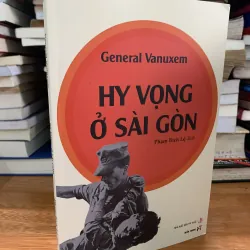 General Vanuxem
HY VỌNG
Ở SÀI GÒN